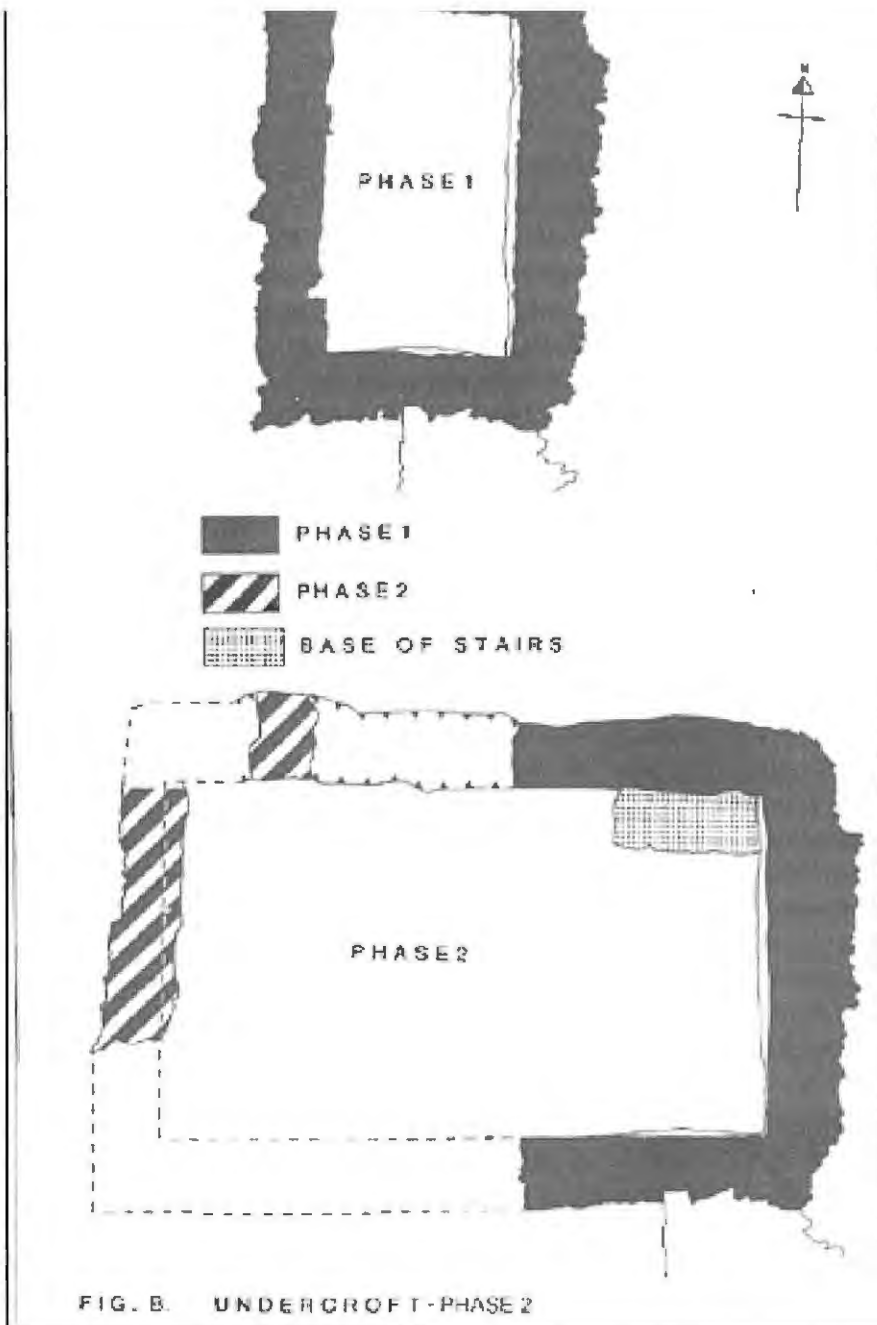 N
PHASE 1
PHASE 1
PHASE 2
BASE OF STAIRS
PHASE 2
FIG. B. UNDERCROFT-PHASE 2